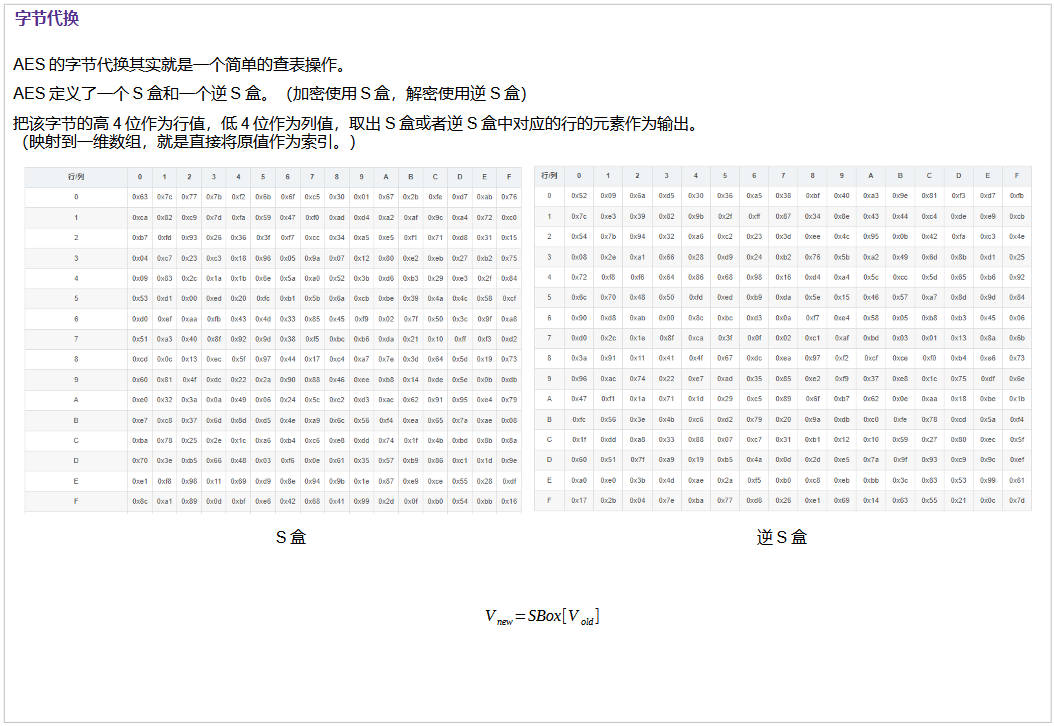 字节代换
AES 的字节代换其实就是一个简单的查表操作。
AES 定义了一个 S 盒和一个逆 S 盒。（加密使用 S 盒，解密使用逆 S 盒）
把该字节的高 4 位作为行值，低 4 位作为列值，取出 S 盒或者逆 S 盒中对应的行的元素作为输出。
（映射到一维数组，就是直接将原值作为索引。）
行/列 0 1 2 3 4 5 6 7 8 9 A B C D E F
0 0x63 0x7c 0x77 0x7b 0xf2 0x6b 0x6f 0xc5 0x30 0x01 0x67 0x2b 0xfe 0xd7 0xab 0x76
1 0xca 0x82 0xc9 0x7d 0xfa 0x59 0x47 0xf0 0xad 0xd4 0xa2 0xaf 0x9c 0xa4 0x72 0xc0
2 0xb7 0xfd 0x93 0x26 0x36 0x3f 0xf7 0xcc 0x34 0xa5 0xe5 0xf1 0x71 0xd8 0x31 0x15
3 0x04 0xc7 0x23 0xc3 0x18 0x96 0x05 0x9a 0x07 0x12 0x80 0xe2 0xeb 0x27 0xb2 0x75
4 0x09 0x83 0x2c 0x1a 0x1b 0x6e 0x5a 0xa0 0x52 0x3b 0xd6 0xb3 0x29 0xe3 0x2f 0x84
5 0x53 0xd1 0x00 0xed 0x20 0xfc 0xb1 0x5b 0x6a 0xcb 0xbe 0x39 0x4a 0x4c 0x58 0xcf
6 0xd0 0xef 0xaa 0xfb 0x43 0x4d 0x33 0x85 0x45 0xf9 0x02 0x7f 0x50 0x3c 0x9f 0xa8
7 0x51 0xa3 0x40 0x8f 0x92 0x9d 0x38 0xf5 0xbc 0xb6 0xda 0x21 0x10 0xff 0xf3 0xd2
8 0xcd 0x0c 0x13 0xec 0x5f 0x97 0x44 0x17 0xc4 0xa7 0x7e 0x3d 0x64 0x5d 0x19 0x73
9 0x60 0x81 0x4f 0xdc 0x22 0x2a 0x90 0x88 0x46 0xee 0xb8 0x14 0xde 0x5e 0x0b 0xdb
A 0xe0 0x32 0x3a 0x0a 0x49 0x06 0x24 0x5c 0xc2 0xd3 0xac 0x62 0x91 0x95 0xe4 0x79
B 0xe7 0xc8 0x37 0x6d 0x8d 0xd5 0x4e 0xa9 0x6c 0x56 0xf4 0xea 0x65 0x7a 0xae 0x08
C 0xba 0x78 0x25 0x2e 0x1c 0xa6 0xb4 0xc6 0xe8 0xdd 0x74 0x1f 0x4b 0xbd 0x8b 0x8a
D 0x70 0x3e 0xb5 0x66 0x48 0x03 0xf6 0x0e 0x61 0x35 0x57 0xb9 0x86 0xc1 0x1d 0x9e
E 0xe1 0xf8 0x98 0x11 0x69 0xd9 0x8e 0x94 0x9b 0x1e 0x87 0xe9 0xce 0x55 0x28 0xdf
F 0x8c 0xa1 0x89 0x0d 0xbf 0xe6 0x42 0x68 0x41 0x99 0x2d 0x0f 0xb0 0x54 0xbb 0x16
S 盒
行/列 0 1 2 3 4 5 6 7 8 9 A B C D E F
0 0x52 0x09 0x6a 0xd5 0x30 0x36 0xa5 0x38 0xbf 0x40 0xa3 0x9e 0x81 0xf3 0xd7 0xfb
1 0x7c 0xe3 0x39 0x82 0x9b 0x2f 0xff 0x87 0x34 0x8e 0x43 0x44 0xc4 0xde 0xe9 0xcb
2 0x54 0x7b 0x94 0x32 0xa6 0xc2 0x23 0x3d 0xee 0x4c 0x95 0x0b 0x42 0xfa 0xc3 0x4e
3 0x08 0x2e 0xa1 0x66 0x28 0xd9 0x24 0xb2 0x76 0x5b 0xa2 0x49 0x6d 0x8b 0xd1 0x25
4 0x72 0xf8 0xf6 0x64 0x86 0x68 0x98 0x16 0xd4 0xa4 0x5c 0xcc 0x5d 0x65 0xb6 0x92
5 0x6c 0x70 0x48 0x50 0xfd 0xed 0xb9 0xda 0x5e 0x15 0x46 0x57 0xa7 0x8d 0x9d 0x84
6 0x90 0xd8 0xab 0x00 0x8c 0xbc 0xd3 0x0a 0xf7 0xe4 0x58 0x05 0xb8 0xb3 0x45 0x06
7 0xd0 0x2c 0x1e 0x8f 0xca 0x3f 0x0f 0x02 0xc1 0xaf 0xbd 0x03 0x01 0x13 0x8a 0x6b
8 0x3a 0x91 0x11 0x41 0x4f 0x67 0xdc 0xea 0x97 0xf2 0xcf 0xce 0xf0 0xb4 0xe6 0x73
9 0x96 0xac 0x74 0x22 0xe7 0xad 0x35 0x85 0xe2 0xf9 0x37 0xe8 0x1c 0x75 0xdf 0x6e
A 0x47 0xf1 0x1a 0x71 0x1d 0x29 0xc5 0x89 0x6f 0xb7 0x62 0x0e 0xaa 0x18 0xbe 0x1b
B 0xfc 0x56 0x3e 0x4b 0xc6 0xd2 0x79 0x20 0x9a 0xdb 0xc0 0xfe 0x78 0xcd 0x5a 0xf4
C 0x1f 0xdd 0xa8 0x33 0x88 0x07 0xc7 0x31 0xb1 0x12 0x10 0x59 0x27 0x80 0xec 0x5f
D 0x60 0x51 0x7f 0xa9 0x19 0xb5 0x4a 0x0d 0x2d 0xe5 0x7a 0x9f 0x93 0xc9 0x9c 0xef
E 0xa0 0xe0 0x3b 0x4d 0xae 0x2a 0xf5 0xb0 0xc8 0xeb 0xbb 0x3c 0x83 0x53 0x99 0x61
F 0x17 0x2b 0x04 0x7e 0xba 0x77 0xd6 0x26 0xe1 0x69 0x14 0x63 0x55 0x21 0x0c 0x7d
逆 S 盒
V new = SBox[V old]